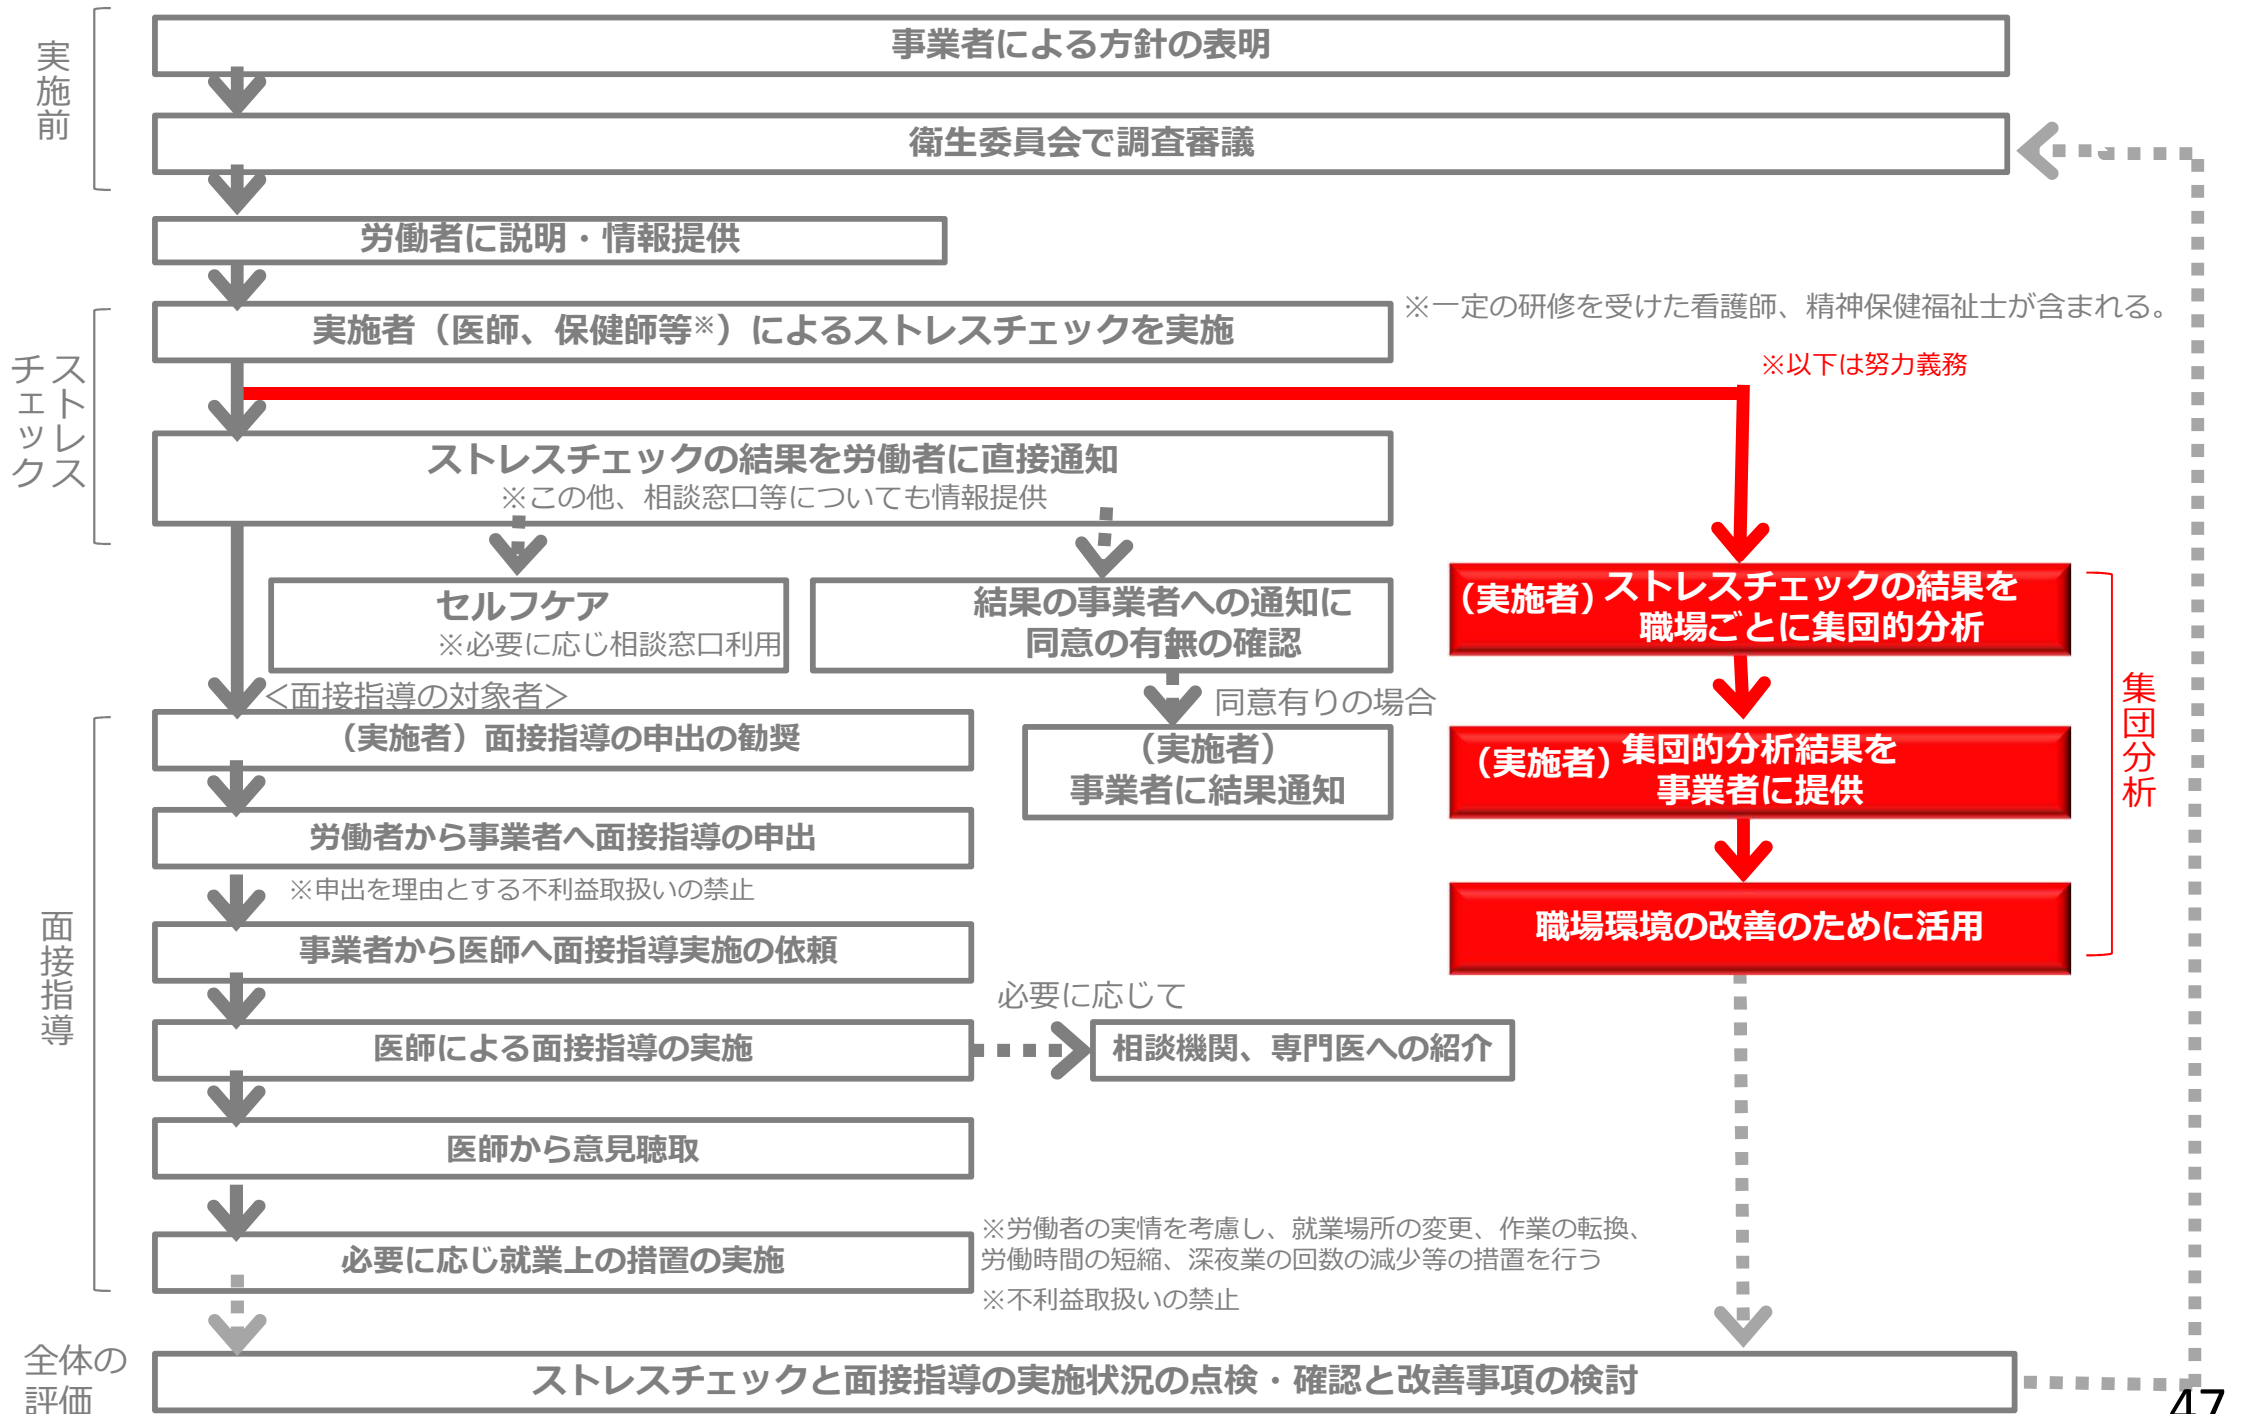 実施前
事業者による方針の表明
衛生委員会で調査審議
労働者に説明・情報提供
ストレス
チェック
実施者（医師、保健師等※）によるストレスチェックを実施
※一定の研修を受けた看護師、精神保健福祉士が含まれる。
※以下は努力義務
ストレスチェックの結果を労働者に直接通知
※この他、相談窓口等についても情報提供
セルフケア
※必要に応じ相談窓口利用
結果の事業者への通知に
同意の有無の確認
同意有りの場合
（実施者）
事業者に結果通知
（実施者）
ストレスチェックの結果を
職場ごとに集団的分析
（実施者）
集団的分析結果を
事業者に提供
職場環境の改善のために活用
集団分析
面接指導
＜面接指導の対象者＞
（実施者）面接指導の申出の勧奨
労働者から事業者へ面接指導の申出
※申出を理由とする不利益取扱いの禁止
事業者から医師へ面接指導実施の依頼
医師による面接指導の実施
必要に応じて
相談機関、専門医への紹介
医師から意見聴取
必要に応じ就業上の措置の実施
※労働者の実情を考慮し、就業場所の変更、作業の転換、
労働時間の短縮、深夜業の回数の減少等の措置を行う
※不利益取扱いの禁止
全体の
評価
ストレスチェックと面接指導の実施状況の点検・確認と改善事項の検討
47